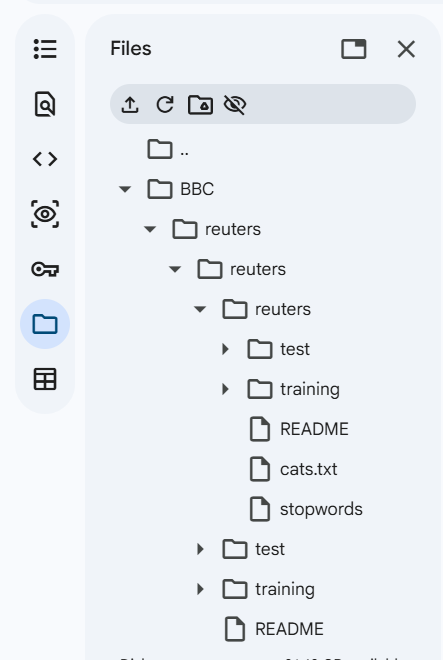 Files
..
BBC
reuters
reuters
reuters
test
training
README
cats.txt
stopwords
test
training
README